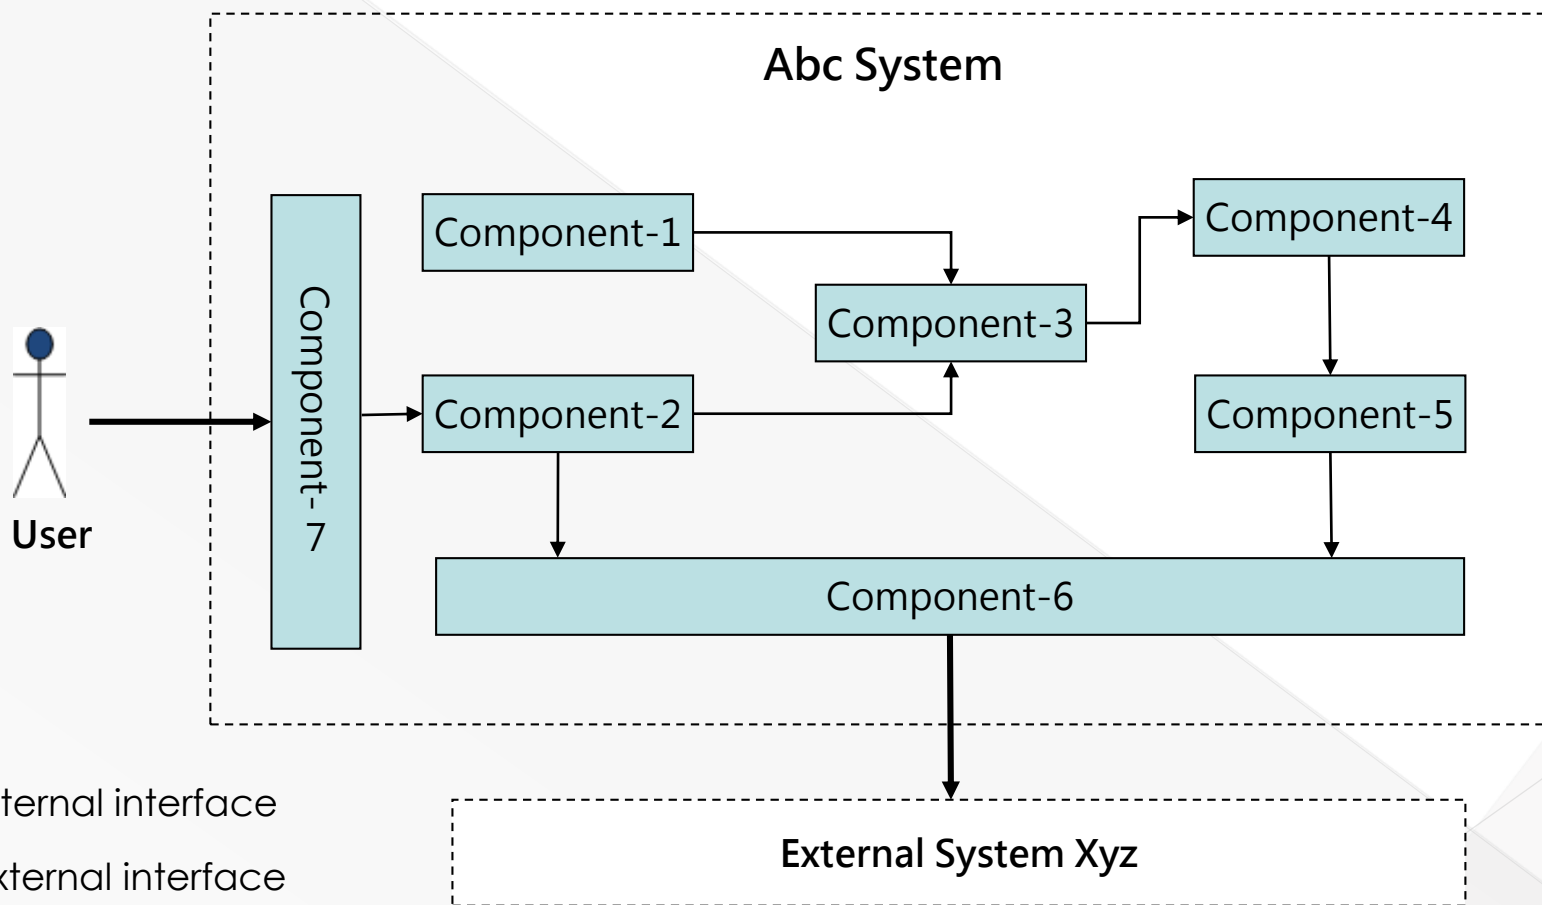 Abc System
Component-1
Component-4
Component-3
Component-7
Component-2
Component-5
User
Component-6
ternal interface
External System Xyz
xternal interface